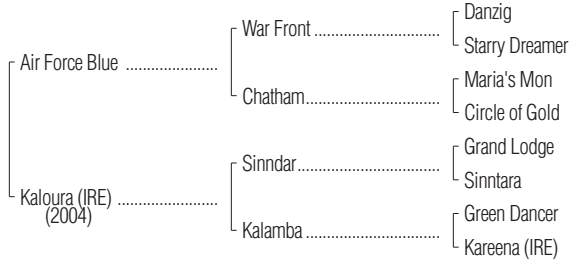 Danzig
War Front ..............................
Starry Dreamer
Air Force Blue ......................
Maria's Mon
Chatham................................
Circle of Gold
Grand Lodge
Sinndar..................................
Sinntara
Kaloura (IRE) ........................
(2004)
Green Dancer
Kalamba ................................
Kareena (IRE)